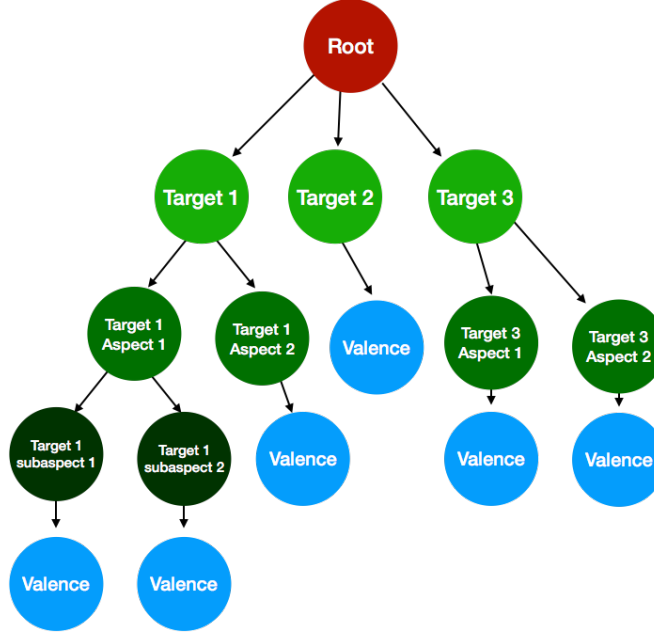 Root
Target 1
Target 2
Target 3
Target 1
Aspect 1
Target 1
Aspect 2
Valence
Target 3
Aspect 1
Target 3
Aspect 2
Target 1
subaspect 1
Target 1
subaspect 2
Valence
Valence
Valence
Valence
Valence